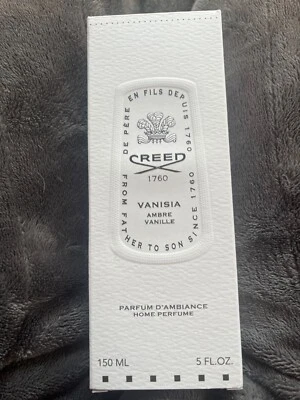 DE PÈRE EN FILS DEPUIS 1760
CREED
1760
VANISIA
AMBRE
VANILLE
FROM FATHER TO SON SINCE 1760
PARFUM D'AMBIANCE
HOME PERFUME
150 ML 5 FL.OZ.